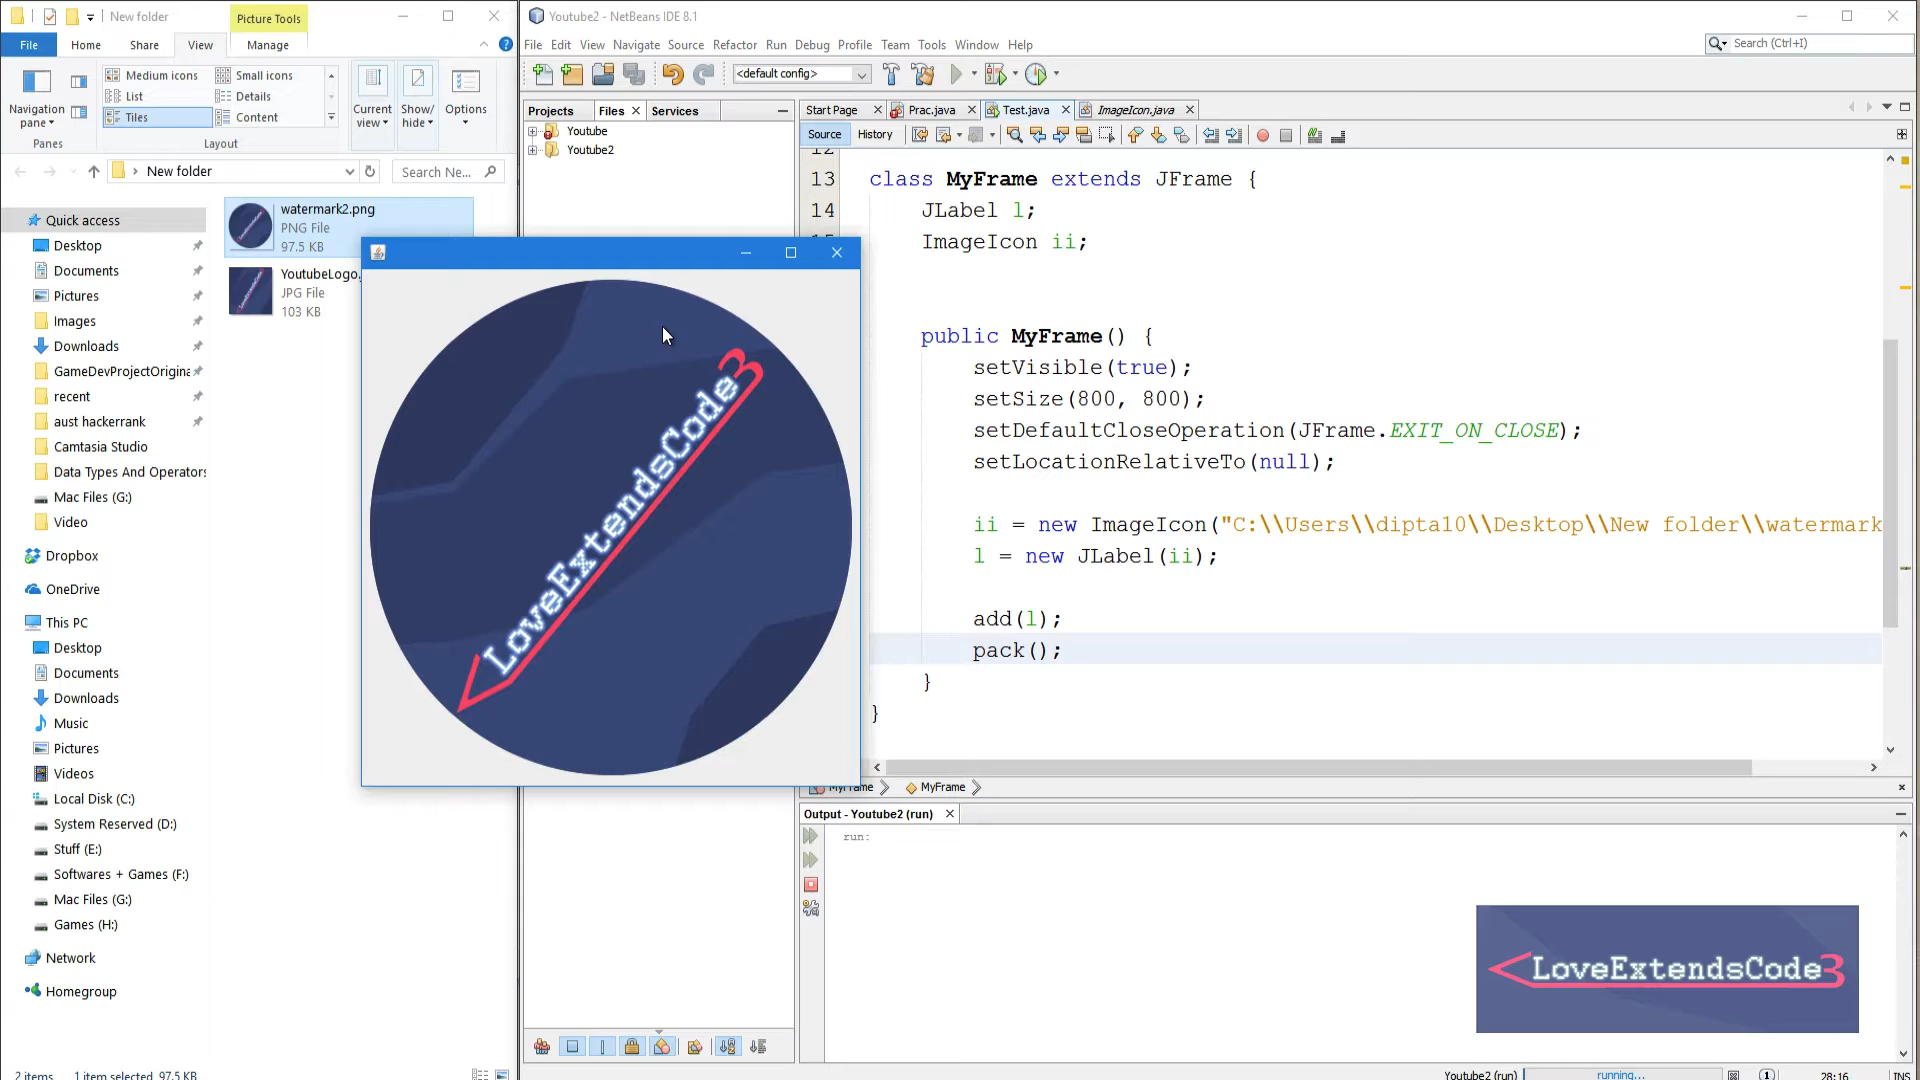 New folder
Picture Tools
File
Home
Share
View
Manage
Medium icons
Small icons
List
Details
Tiles
Content
Navigation pane
Current view
Show/ hide
Options
Panes
Layout
New folder
Search Ne...
Quick access
Desktop
Documents
Pictures
Images
Downloads
GameDevProjectOrigina
recent
aust hackerrank
Camtasia Studio
Data Types And Operators
Mac Files (G:)
Video
Dropbox
OneDrive
This PC
Desktop
Documents
Downloads
Music
Pictures
Videos
Local Disk (C:)
System Reserved (D:)
Stuff (E:)
Softwares + Games (F:)
Mac Files (G:)
Games (H:)
Network
Homegroup
2 items
1 item selected 97.5 KB
watermark2.png
PNG File
97.5 KB
YoutubeLogo.
JPG File
103 KB
LoveExtendsCode3
Youtube2 - NetBeans IDE 8.1
File Edit View Navigate Source Refactor Run Debug Profile Team Tools Window Help
Search (Ctrl+I)
<default config>
Projects
Files
Services
Youtube
Youtube2
Start Page
Prac.java
Test.java
ImageIcon.java
Source
History
12
13 class MyFrame extends JFrame {
14 JLabel l;
ImageIcon ii;
public MyFrame() {
setVisible(true);
setSize(800, 800);
setDefaultCloseOperation(JFrame.EXIT_ON_CLOSE);
setLocationRelativeTo(null);
ii = new ImageIcon("C:\\Users\\dipta10\\Desktop\\New folder\\watermark
l = new JLabel(ii);
add(l);
pack();
}
}
MyFrame
MyFrame
Output - Youtube2 (run)
run:
<LoveExtendsCode3
Youtube2 (run)
running...
1
28:16
INS